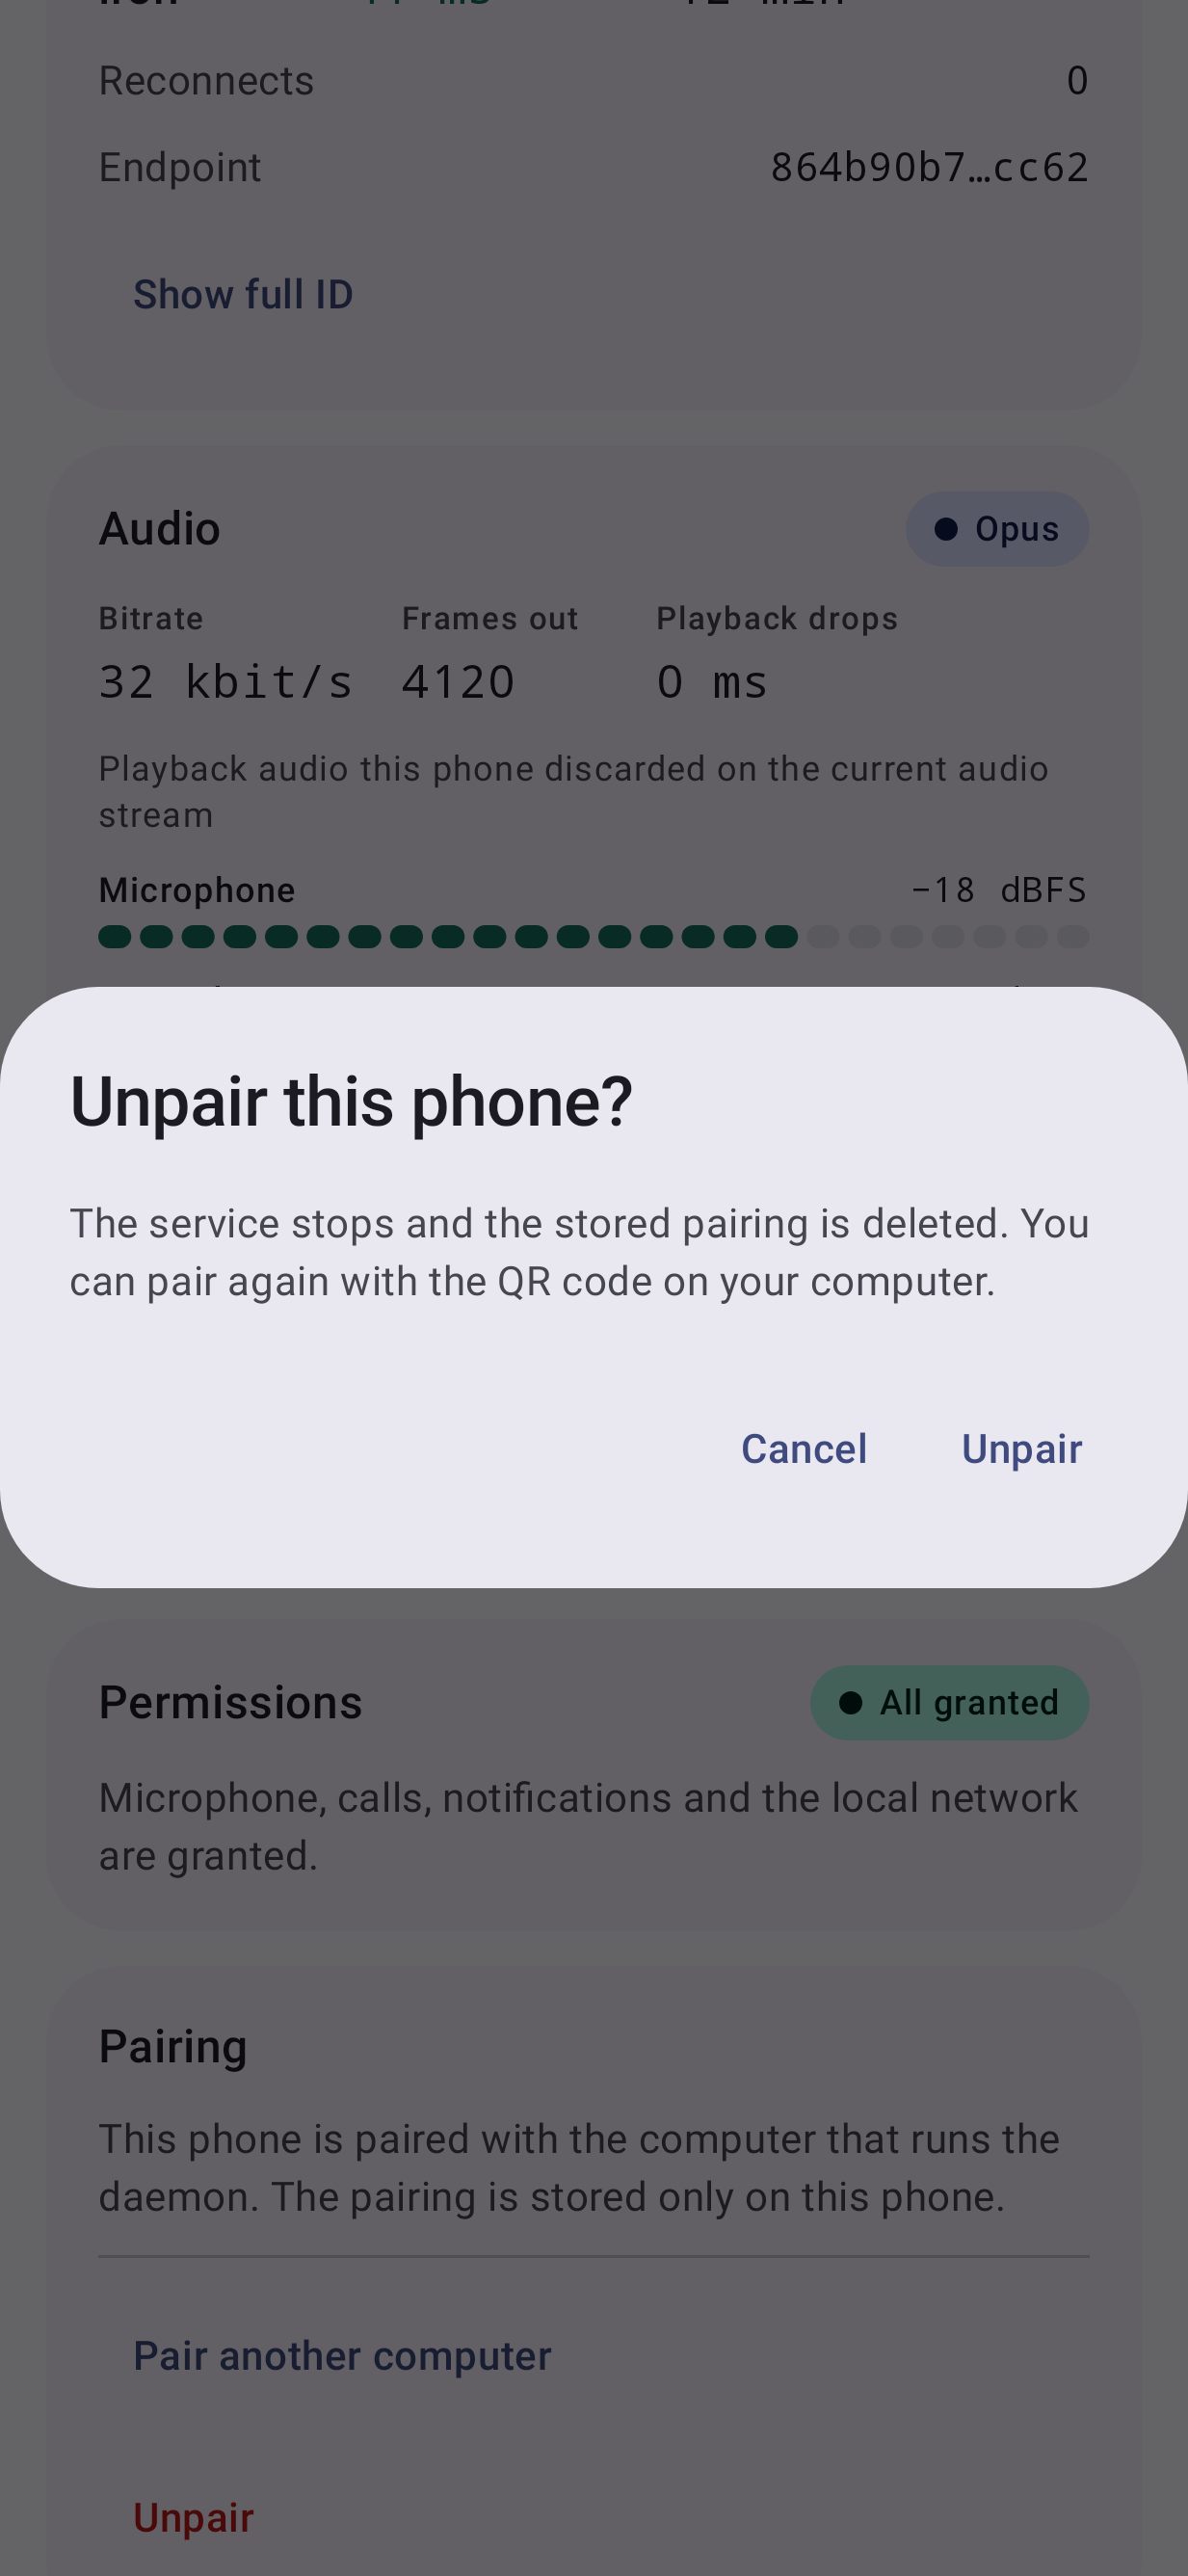 Reconnects 0
Endpoint 864b90b7…cc62
Show full ID
Audio
Opus
Bitrate Frames out Playback drops
32 kbit/s 4120 0 ms
Playback audio this phone discarded on the current audio
stream
Microphone −18 dBFS
Unpair this phone?
The service stops and the stored pairing is deleted. You
can pair again with the QR code on your computer.
Cancel Unpair
Permissions
All granted
Microphone, calls, notifications and the local network
are granted.
Pairing
This phone is paired with the computer that runs the
daemon. The pairing is stored only on this phone.
Pair another computer
Unpair